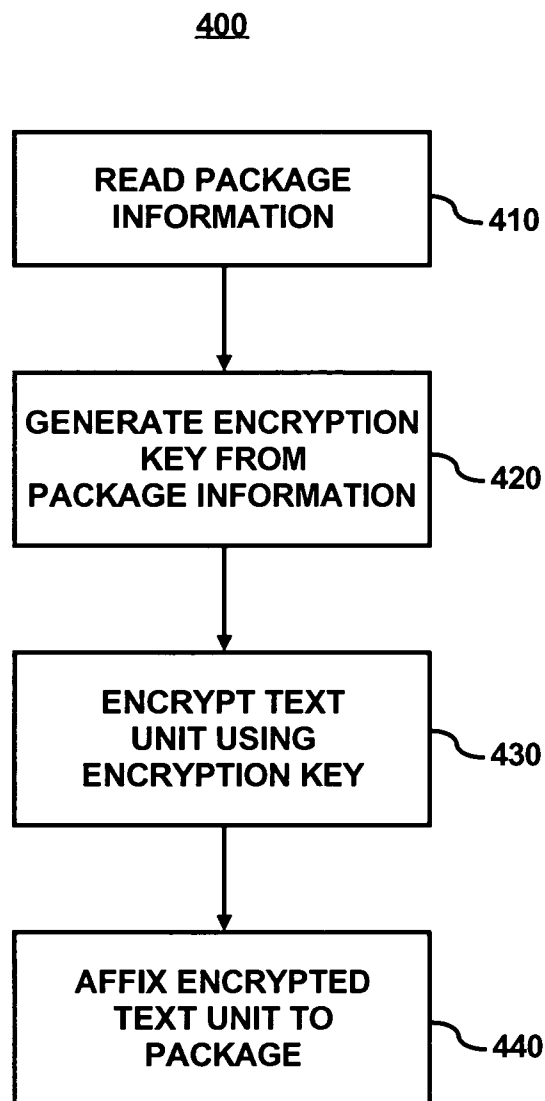 400
READ PACKAGE
INFORMATION
410
GENERATE ENCRYPTION
KEY FROM
PACKAGE INFORMATION
420
ENCRYPT TEXT
UNIT USING
ENCRYPTION KEY
430
AFFIX ENCRYPTED
TEXT UNIT TO
PACKAGE
440